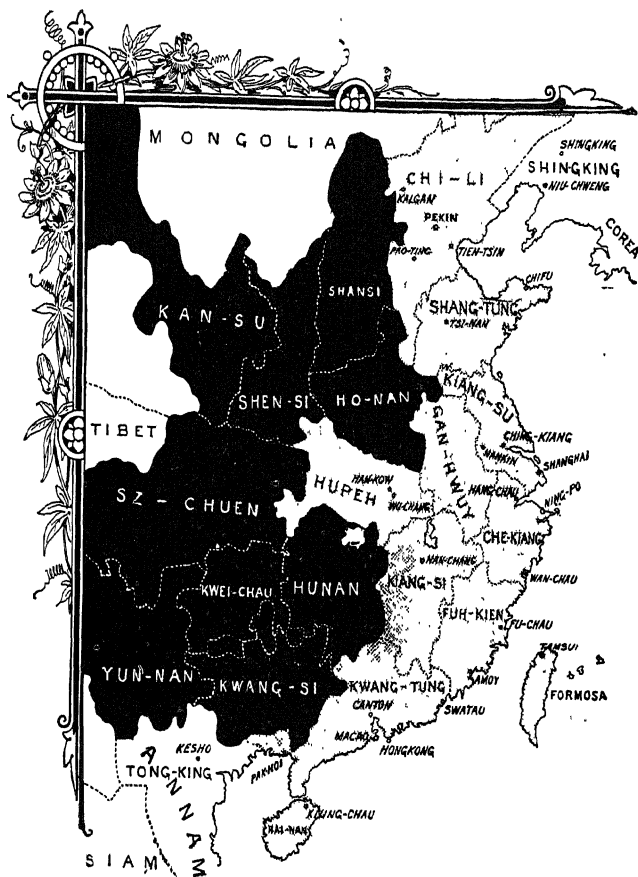 MONGOLIA
SHINGKING
SHINGKING
NIU-CHWENG
CHI-LI
KALGAN
PEKIN
COREA
PAO-TING
TIEN-TSIN
CHIFU
SHANSI
KAN-SU
SHANG-TUNG
TSI-NAN
KIANG-SU
SHEN-SI
HO-NAN
GAN-HWUY
TIBET
CHING-KIANG
NANKIN
SHANGHAI
HAN-KOW
HUPEH
WU-CHANG
HANG-CHAU
NING-PO
SZ-CHUEN
CHE-KIANG
NAN-CHANG
KWEI-CHAU
HUNAN
KIANG-SI
WAN-CHAU
FUH-KIEN
FU-CHAU
TAMSUI
YUN-NAN
KWANG-SI
KWANG-TUNG
AMOY
FORMOSA
CANTON
SWATAU
MACAO
HONGKONG
KESHO
TONG-KING
PAK-HOI
ANNAM
KIUNG-CHAU
HAI-NAN
SIAM